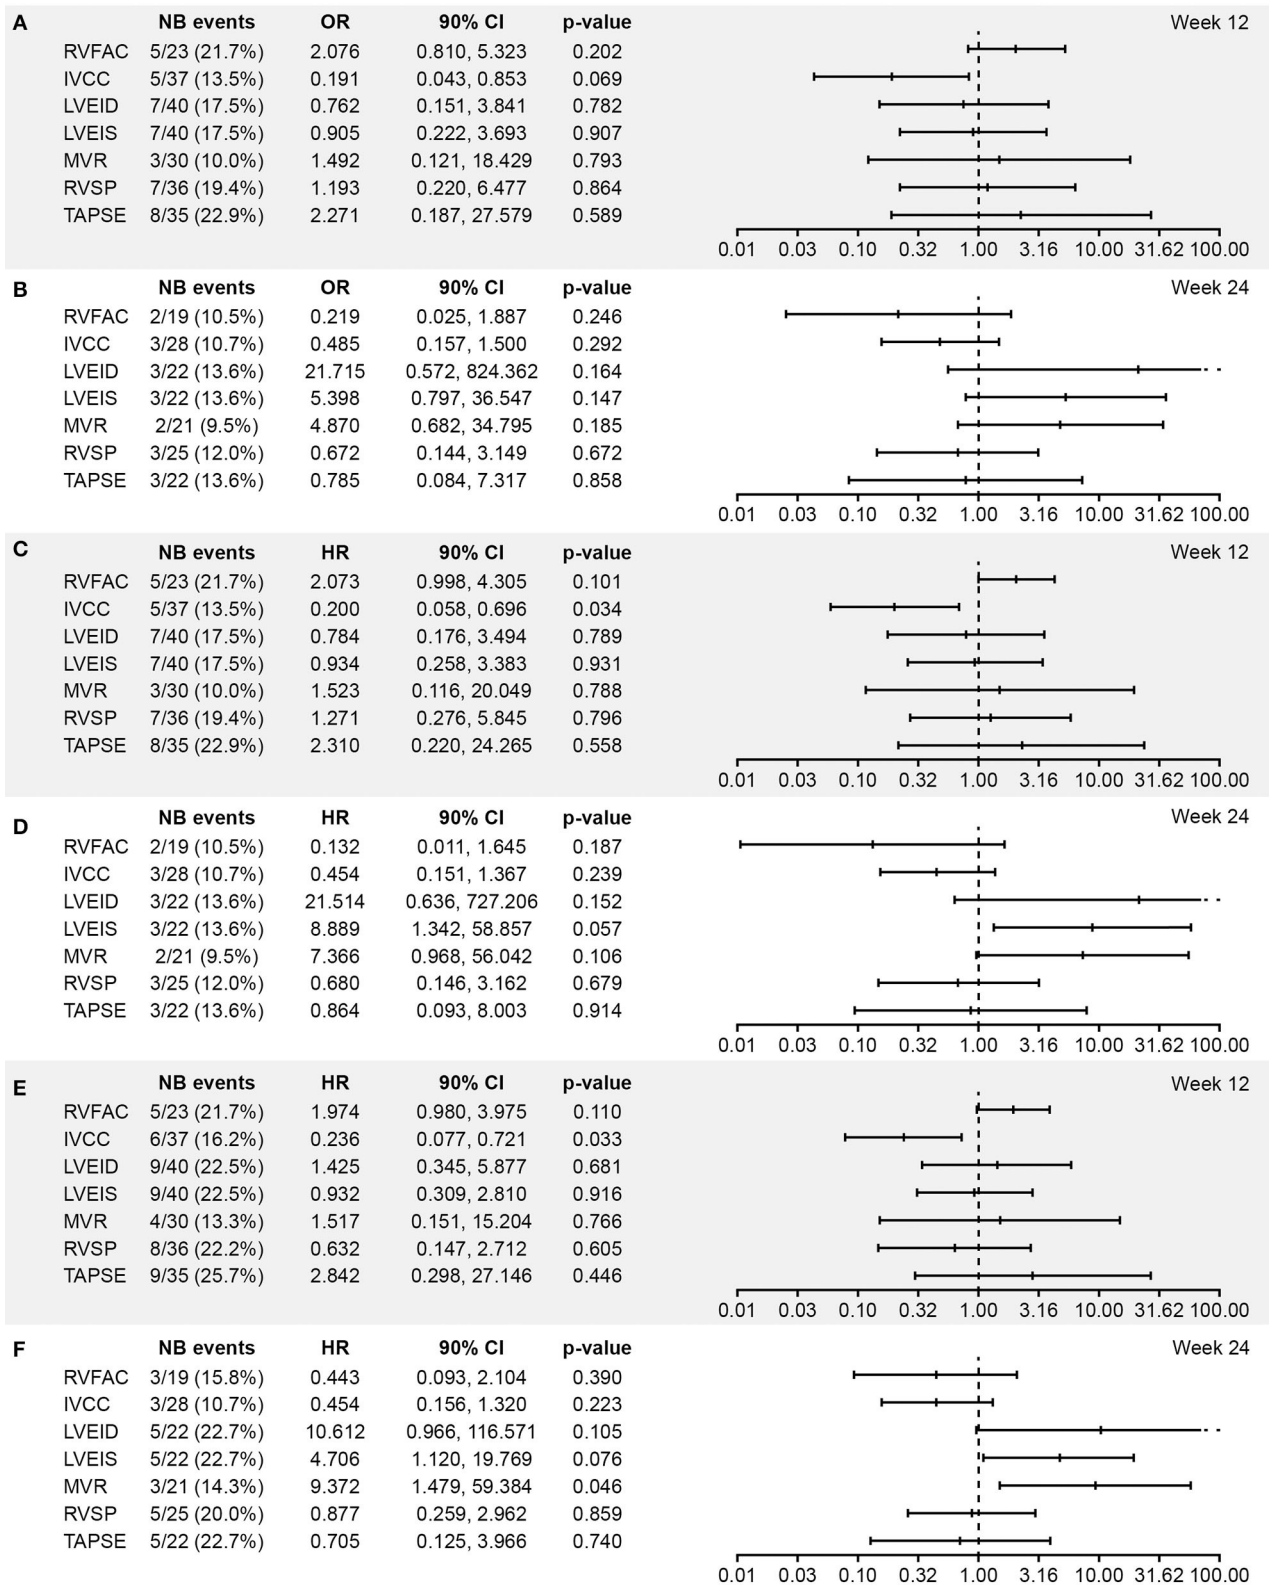 A NB events OR 90% CI p-value Week 12
RVFAC 5/23 (21.7%) 2.076 0.810, 5.323 0.202
IVCC 5/37 (13.5%) 0.191 0.043, 0.853 0.069
LVEID 7/40 (17.5%) 0.762 0.151, 3.841 0.782
LVEIS 7/40 (17.5%) 0.905 0.222, 3.693 0.907
MVR 3/30 (10.0%) 1.492 0.121, 18.429 0.793
RVSP 7/36 (19.4%) 1.193 0.220, 6.477 0.864
TAPSE 8/35 (22.9%) 2.271 0.187, 27.579 0.589
0.01 0.03 0.10 0.32 1.00 3.16 10.00 31.62 100.00
B NB events OR 90% CI p-value Week 24
RVFAC 2/19 (10.5%) 0.219 0.025, 1.887 0.246
IVCC 3/28 (10.7%) 0.485 0.157, 1.500 0.292
LVEID 3/22 (13.6%) 21.715 0.572, 824.362 0.164
LVEIS 3/22 (13.6%) 5.398 0.797, 36.547 0.147
MVR 2/21 (9.5%) 4.870 0.682, 34.795 0.185
RVSP 3/25 (12.0%) 0.672 0.144, 3.149 0.672
TAPSE 3/22 (13.6%) 0.785 0.084, 7.317 0.858
0.01 0.03 0.10 0.32 1.00 3.16 10.00 31.62 100.00
C NB events HR 90% CI p-value Week 12
RVFAC 5/23 (21.7%) 2.073 0.998, 4.305 0.101
IVCC 5/37 (13.5%) 0.200 0.058, 0.696 0.034
LVEID 7/40 (17.5%) 0.784 0.176, 3.494 0.789
LVEIS 7/40 (17.5%) 0.934 0.258, 3.383 0.931
MVR 3/30 (10.0%) 1.523 0.116, 20.049 0.788
RVSP 7/36 (19.4%) 1.271 0.276, 5.845 0.796
TAPSE 8/35 (22.9%) 2.310 0.220, 24.265 0.558
0.01 0.03 0.10 0.32 1.00 3.16 10.00 31.62 100.00
D NB events HR 90% CI p-value Week 24
RVFAC 2/19 (10.5%) 0.132 0.011, 1.645 0.187
IVCC 3/28 (10.7%) 0.454 0.151, 1.367 0.239
LVEID 3/22 (13.6%) 21.514 0.636, 727.206 0.152
LVEIS 3/22 (13.6%) 8.889 1.342, 58.857 0.057
MVR 2/21 (9.5%) 7.366 0.968, 56.042 0.106
RVSP 3/25 (12.0%) 0.680 0.146, 3.162 0.679
TAPSE 3/22 (13.6%) 0.864 0.093, 8.003 0.914
0.01 0.03 0.10 0.32 1.00 3.16 10.00 31.62 100.00
E NB events HR 90% CI p-value Week 12
RVFAC 5/23 (21.7%) 1.974 0.980, 3.975 0.110
IVCC 6/37 (16.2%) 0.236 0.077, 0.721 0.033
LVEID 9/40 (22.5%) 1.425 0.345, 5.877 0.681
LVEIS 9/40 (22.5%) 0.932 0.309, 2.810 0.916
MVR 4/30 (13.3%) 1.517 0.151, 15.204 0.766
RVSP 8/36 (22.2%) 0.632 0.147, 2.712 0.605
TAPSE 9/35 (25.7%) 2.842 0.298, 27.146 0.446
0.01 0.03 0.10 0.32 1.00 3.16 10.00 31.62 100.00
F NB events HR 90% CI p-value Week 24
RVFAC 3/19 (15.8%) 0.443 0.093, 2.104 0.390
IVCC 3/28 (10.7%) 0.454 0.156, 1.320 0.223
LVEID 5/22 (22.7%) 10.612 0.966, 116.571 0.105
LVEIS 5/22 (22.7%) 4.706 1.120, 19.769 0.076
MVR 3/21 (14.3%) 9.372 1.479, 59.384 0.046
RVSP 5/25 (20.0%) 0.877 0.259, 2.962 0.859
TAPSE 5/22 (22.7%) 0.705 0.125, 3.966 0.740
0.01 0.03 0.10 0.32 1.00 3.16 10.00 31.62 100.00